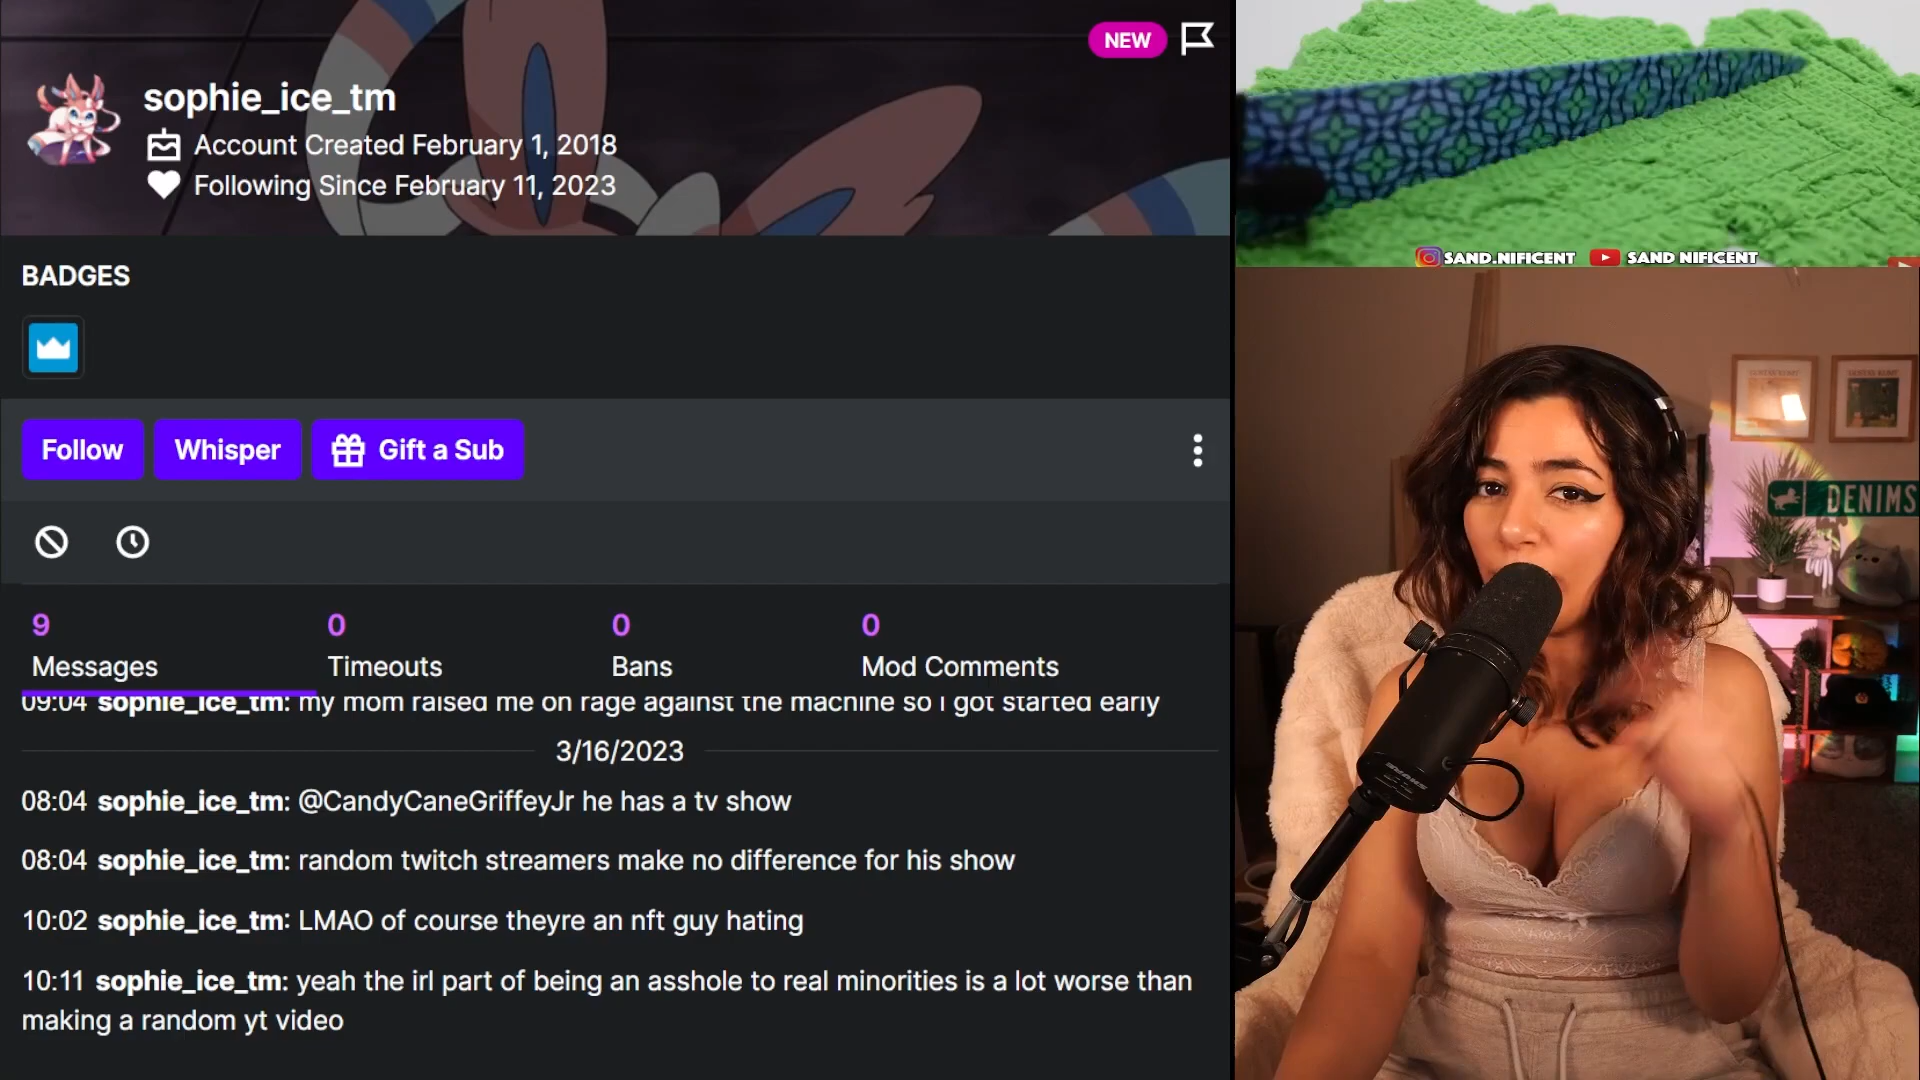 NEW
sophie_ice_tm
Account Created February 1, 2018
Following Since February 11, 2023
BADGES
Follow
Whisper
Gift a Sub
9
Messages
0
Timeouts
0
Bans
0
Mod Comments
09:04 sophie_ice_tm: my mom raised me on rage against the machine so i got started early
3/16/2023
08:04 sophie_ice_tm: @CandyCaneGriffeyJr he has a tv show
08:04 sophie_ice_tm: random twitch streamers make no difference for his show
10:02 sophie_ice_tm: LMAO of course theyre an nft guy hating
10:11 sophie_ice_tm: yeah the irl part of being an asshole to real minorities is a lot worse than
making a random yt video
SAND.NIFICENT
SAND NIFICENT
DENIMS
SHURE